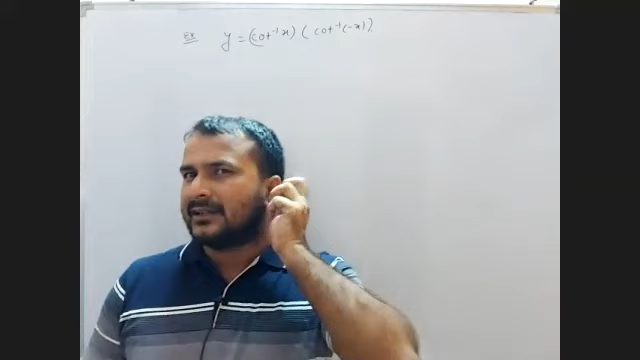 Ex y = (cot⁻¹x) (cot⁻¹(-x)).